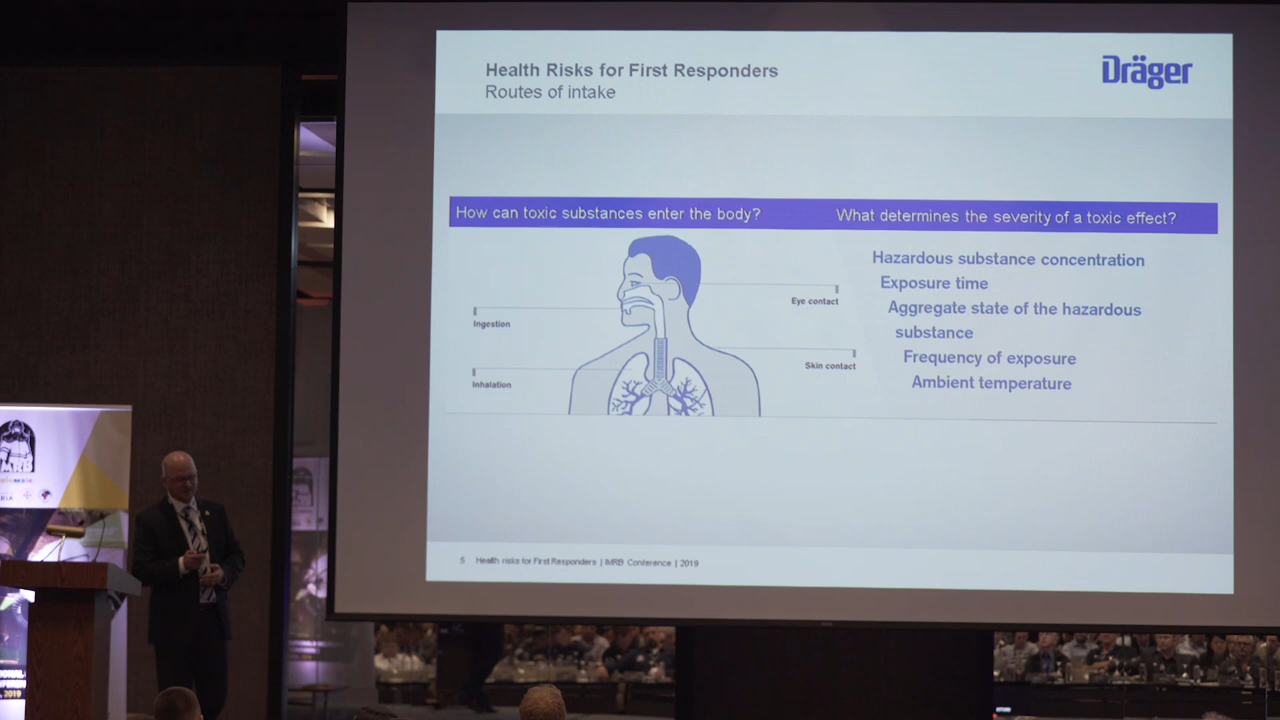 Health Risks for First Responders
Routes of intake
Dräger
How can toxic substances enter the body?
What determines the severity of a toxic effect?
Eye contact
Ingestion
Skin contact
Inhalation
Hazardous substance concentration
Exposure time
Aggregate state of the hazardous
substance
Frequency of exposure
Ambient temperature
5 Health risks for First Responders | IMRB Conference | 2019
MRB
, 2019